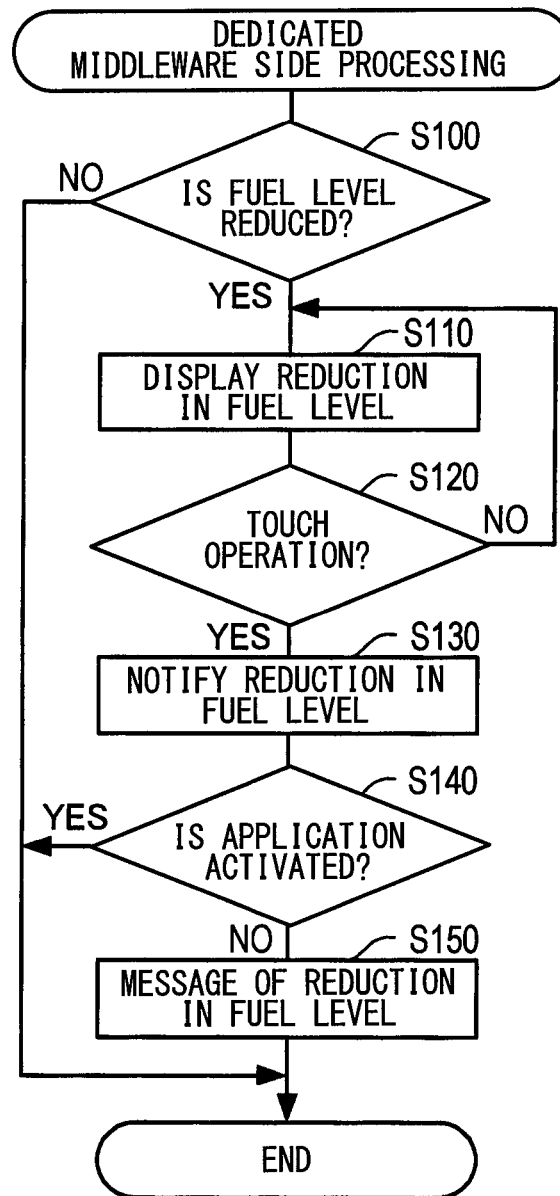 DEDICATED
MIDDLEWARE SIDE PROCESSING
S100
NO
IS FUEL LEVEL
REDUCED?
YES
S110
DISPLAY REDUCTION
IN FUEL LEVEL
S120
TOUCH
OPERATION?
NO
YES
S130
NOTIFY REDUCTION IN
FUEL LEVEL
S140
YES
IS APPLICATION
ACTIVATED?
NO
S150
MESSAGE OF REDUCTION
IN FUEL LEVEL
END